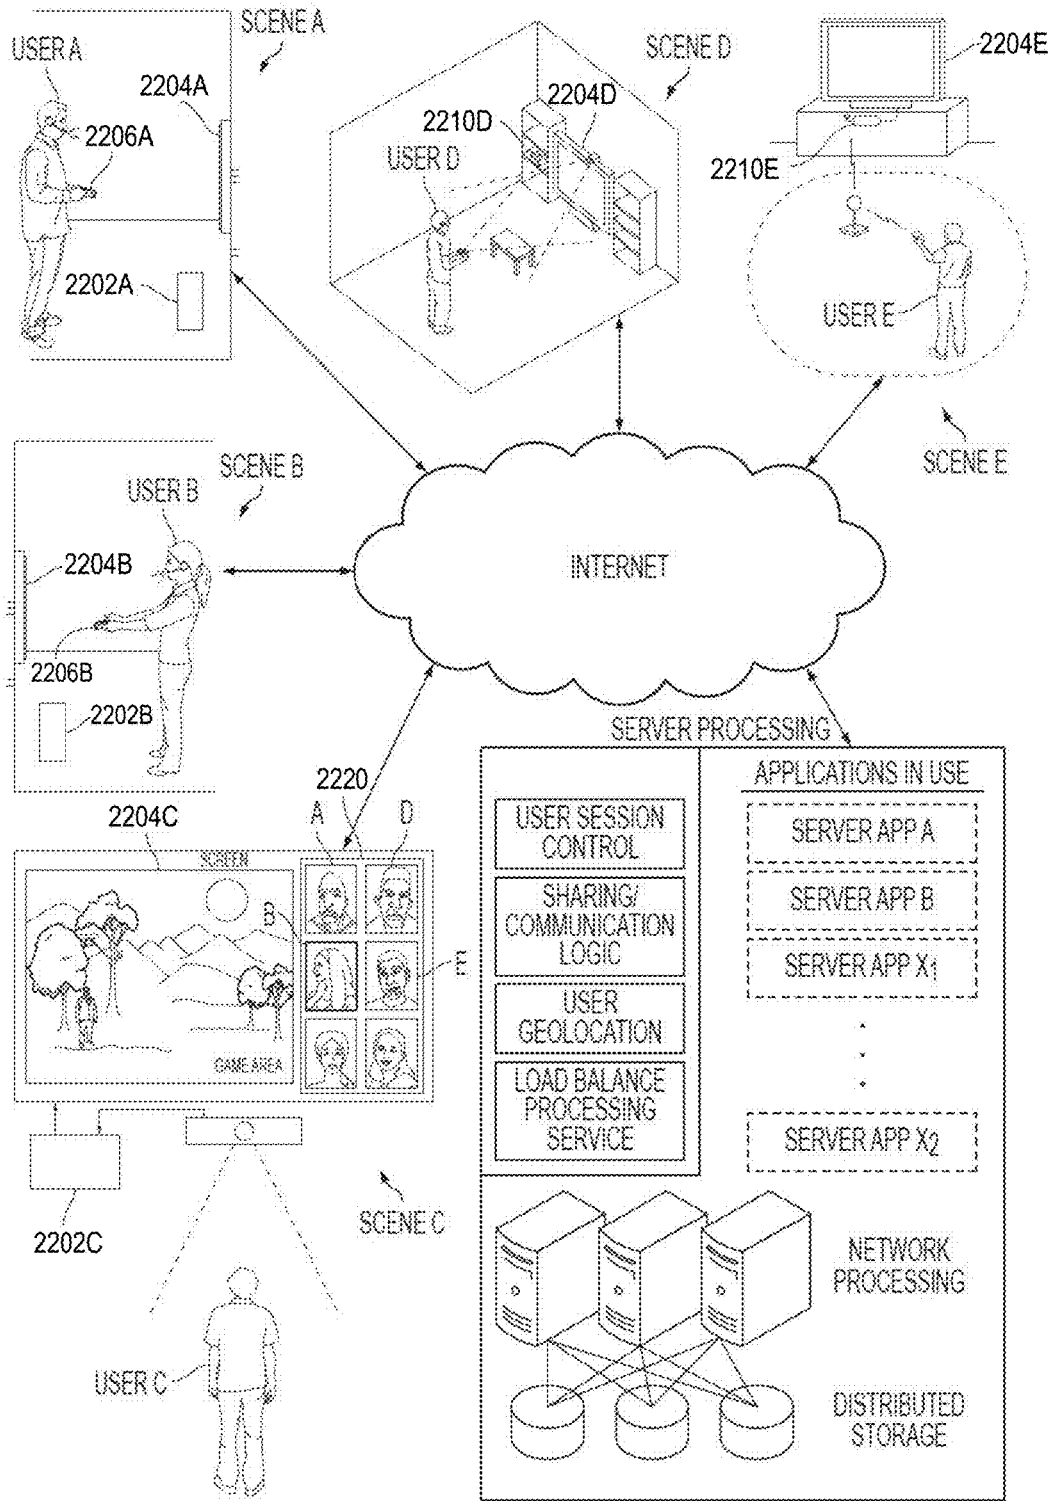 SCENE A
USER A
2204A
2206A
2202A
SCENE D
2204D
2210D
USER D
2204E
2210E
USER E
SCENE E
SCENE B
USER B
2204B
2206B
2202B
INTERNET
SERVER PROCESSING
APPLICATIONS IN USE
USER SESSION
CONTROL
SHARING/
COMMUNICATION
LOGIC
USER
GEOLOCATION
LOAD BALANCE
PROCESSING
SERVICE
SERVER APP A
SERVER APP B
SERVER APP X1
SERVER APP X2
NETWORK
PROCESSING
DISTRIBUTED
STORAGE
2220
2204C
A
D
SCREEN
B
E
GAME AREA
2202C
SCENE C
USER C